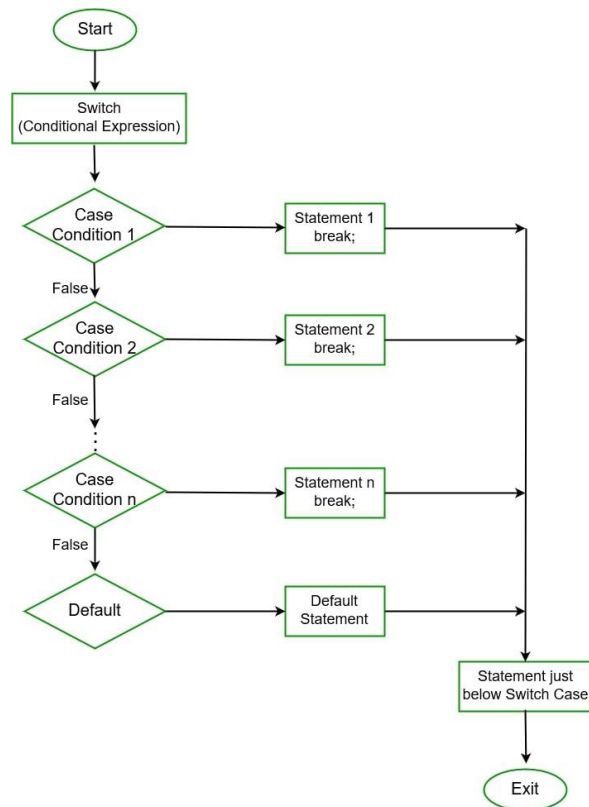 Start
Switch
(Conditional Expression)
Case
Condition 1
Statement 1
break;
False
Case
Condition 2
Statement 2
break;
False
Case
Condition n
Statement n
break;
False
Default
Default
Statement
Statement just
below Switch Case
Exit